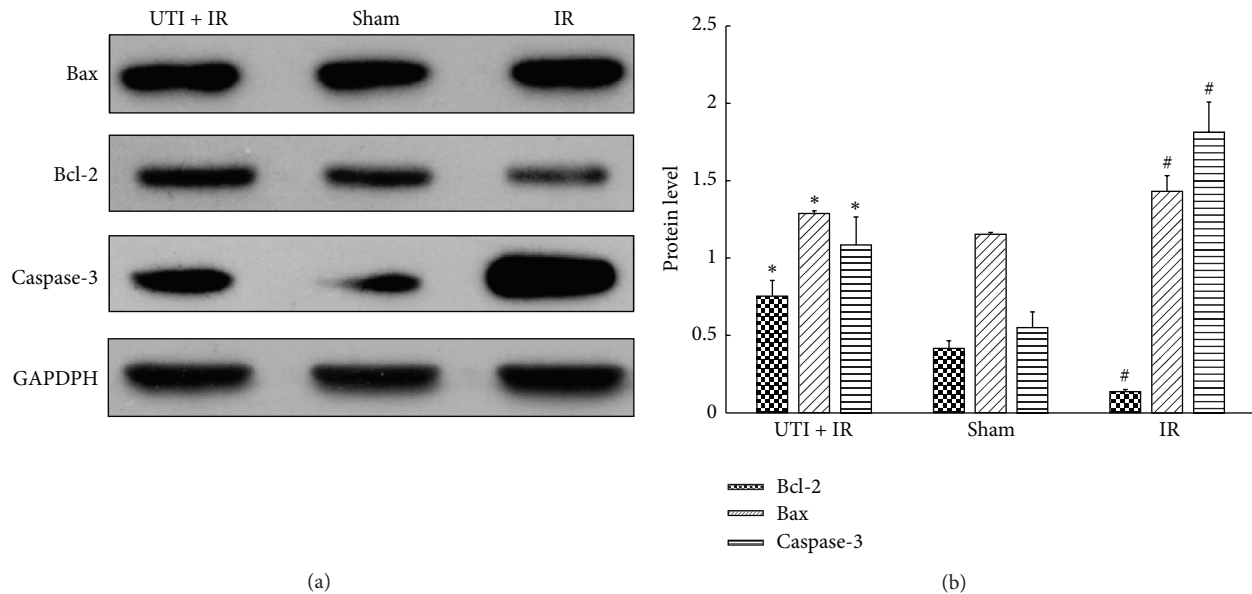 UTI + IR Sham IR
Bax
Bcl-2
Caspase-3
GAPDPH
(a)
2.5
2
1.5
1
0.5
0
Protein level
* * *
# # #
UTI + IR Sham IR
Bcl-2
Bax
Caspase-3
(b)